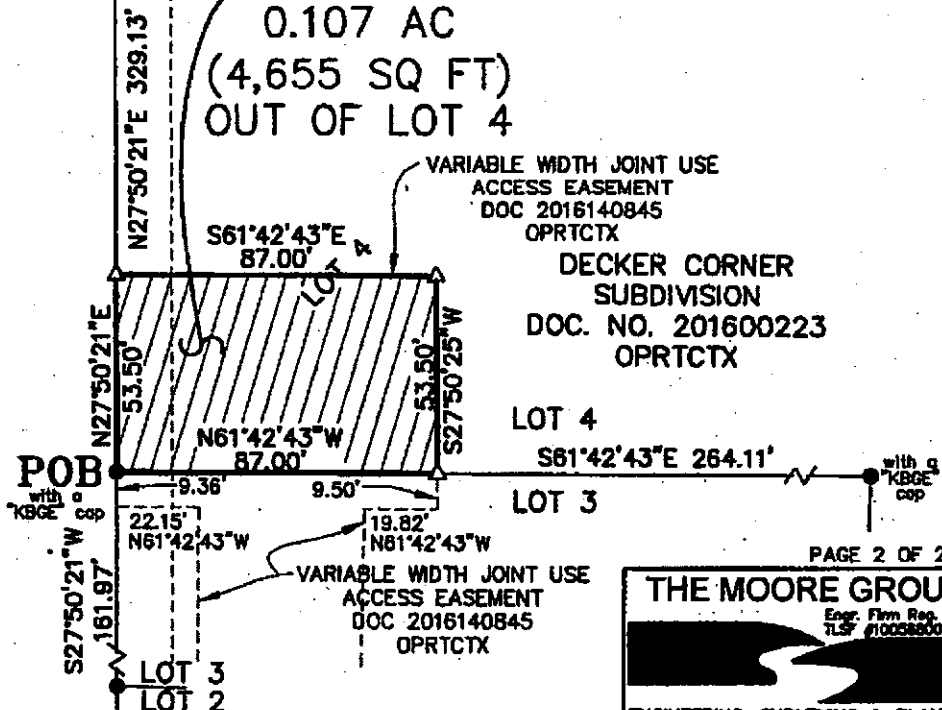 0.107 AC
(4,655 SQ FT)
OUT OF LOT 4
N27°50'21"E 329.13'
VARIABLE WIDTH JOINT USE
ACCESS EASEMENT
DOC 2016140845
OPRTCTX
S61°42'43"E
87.00'
LOT 4
DECKER CORNER
SUBDIVISION
DOC. NO. 201600223
OPRTCTX
N27°50'21"E
53.50'
53.50'
S27°50'25"W
N61°42'43"W
87.00'
LOT 4
S61°42'43"E 264.11'
LOT 3
POB
with a
"KBGE" cap
with a
"KBGE"
cap
9.36'
9.50'
22.15'
N61°42'43"W
19.82'
N61°42'43"W
S27°50'21"W
161.97'
VARIABLE WIDTH JOINT USE
ACCESS EASEMENT
DOC 2016140845
OPRTCTX
LOT 3
LOT 2
PAGE 2 OF 2
THE MOORE GROU
Engr. Firm Reg.